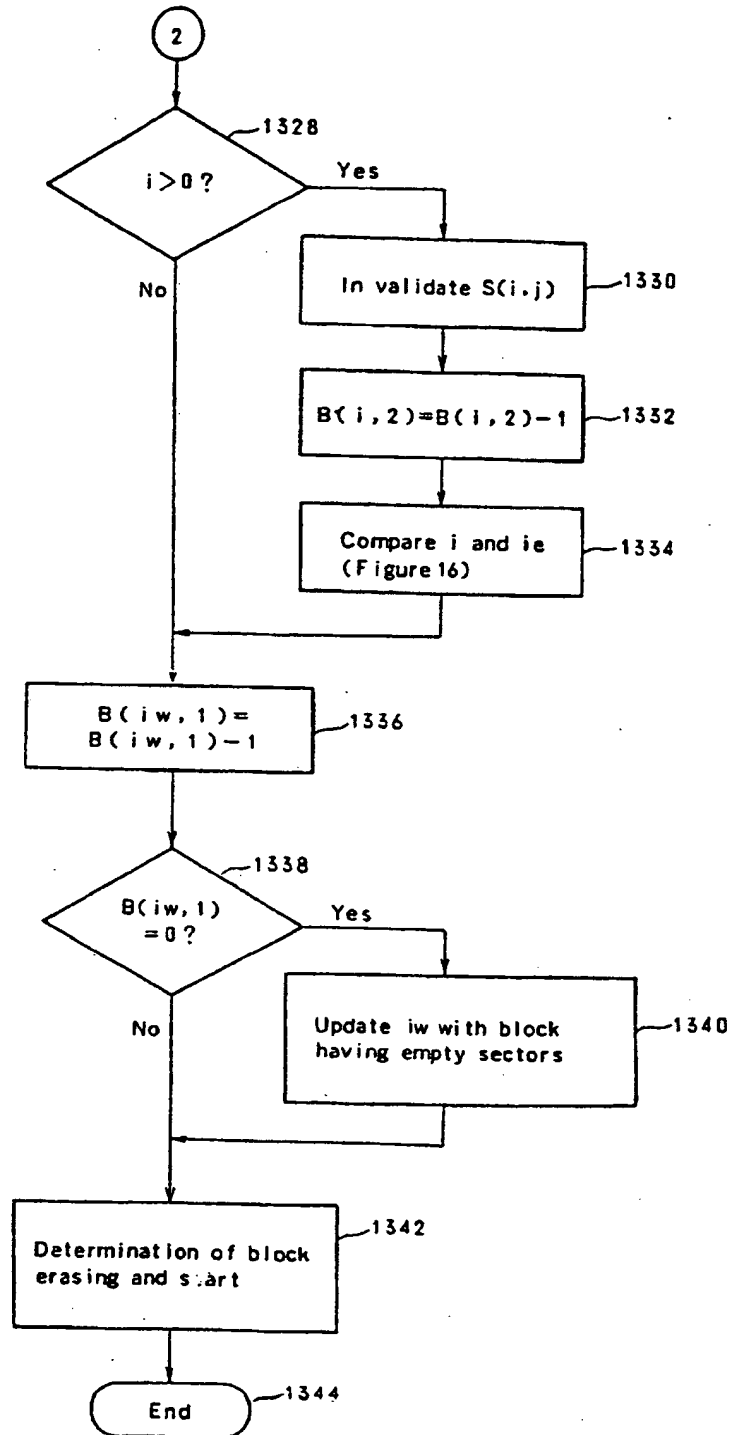 2
1328
i>0?
Yes
No
In validate S(i.j)
1330
B(i,2)=B(i,2)-1
1332
Compare i and ie
(Figure 16)
1334
B(iw,1)=
B(iw,1)-1
1336
1338
B(iw,1)
=0?
Yes
No
Update iw with block
having empty sectors
1340
1342
Determination of block
erasing and start
1344
End